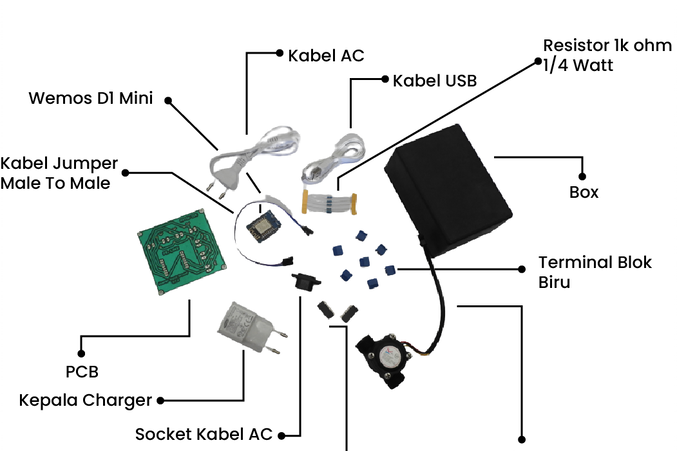 Kabel AC
Resistor 1k ohm
1/4 Watt
Kabel USB
Wemos D1 Mini
Kabel Jumper
Male To Male
Box
Terminal Blok
Biru
PCB
Kepala Charger
Socket Kabel AC